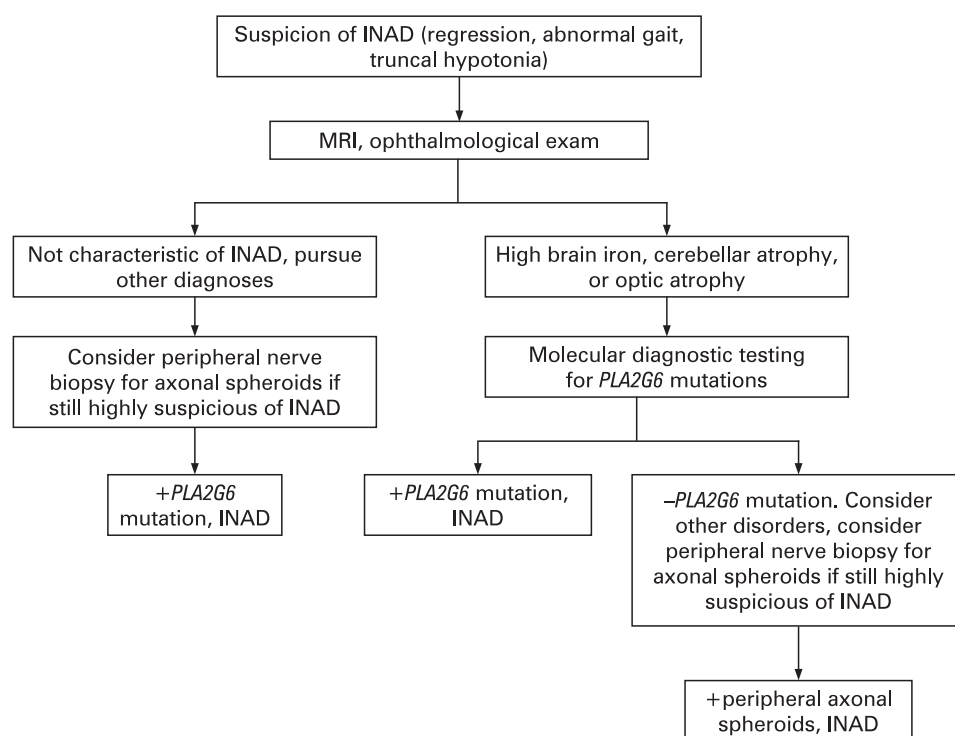 Suspicion of INAD (regression, abnormal gait,
truncal hypotonia)
MRI, ophthalmological exam
Not characteristic of INAD, pursue
other diagnoses
High brain iron, cerebellar atrophy,
or optic atrophy
Consider peripheral nerve
biopsy for axonal spheroids if
still highly suspicious of INAD
Molecular diagnostic testing
for PLA2G6 mutations
+PLA2G6
mutation, INAD
+PLA2G6 mutation,
INAD
–PLA2G6 mutation. Consider
other disorders, consider
peripheral nerve biopsy for
axonal spheroids if still highly
suspicious of INAD
+peripheral axonal
spheroids, INAD